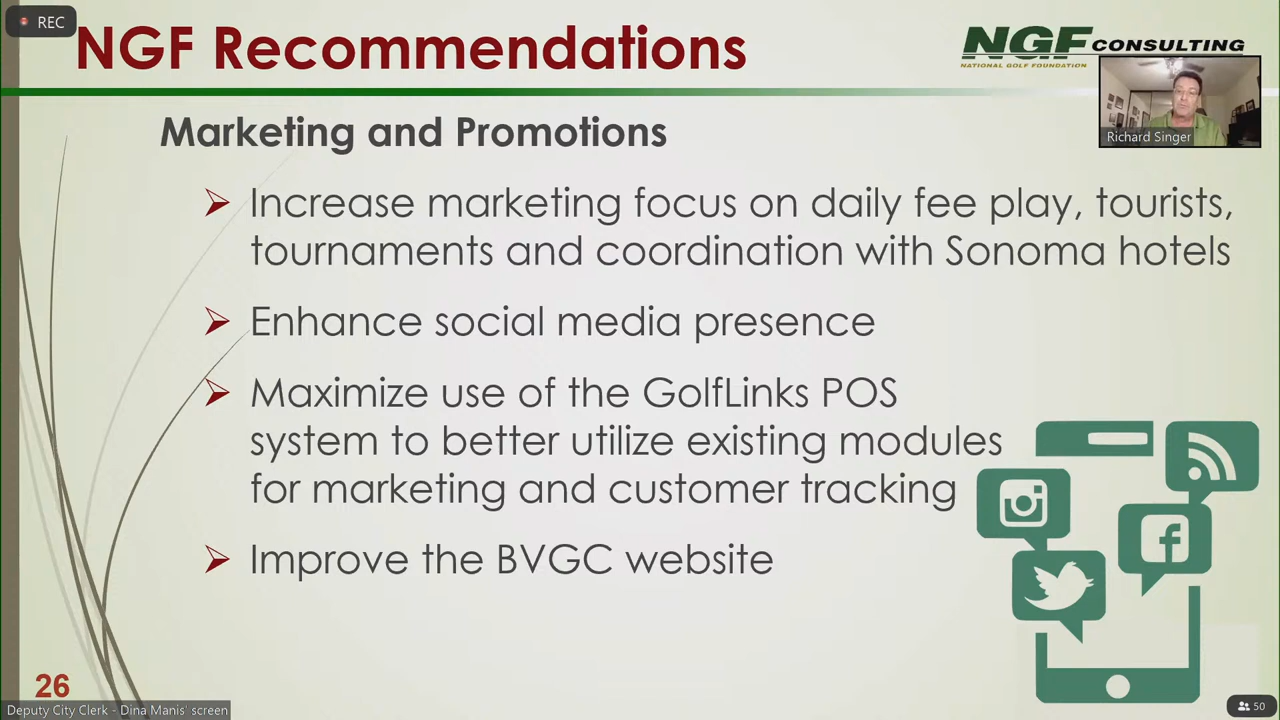 REC
NGF Recommendations
NGF CONSULTING
NATIONAL GOLF FOUNDATION
Richard Singer
Marketing and Promotions
Increase marketing focus on daily fee play, tourists,
tournaments and coordination with Sonoma hotels
Enhance social media presence
Maximize use of the GolfLinks POS
system to better utilize existing modules
for marketing and customer tracking
Improve the BVGC website
26
Deputy City Clerk - Dina Manis' screen
50